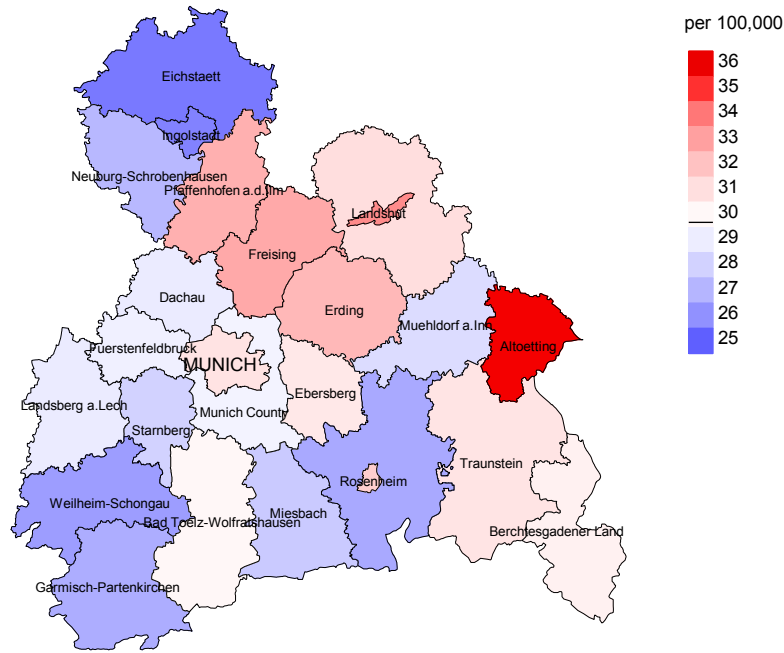 per 100,000
36
35
34
33
32
31
30
29
28
27
26
25
Eichstaett
Ingolstadt
Neuburg-Schrobenhausen
Pfaffenhofen a.d.Ilm
Landshut
Freising
Dachau
Erding
Muehldorf a.Inn
Altoetting
Fuerstenfeldbruck
MUNICH
Ebersberg
Landsberg a.Lech
Munich County
Starnberg
Traunstein
Rosenheim
Weilheim-Schongau
Miesbach
Bad Toelz-Wolfratshausen
Berchtesgadener Land
Garmisch-Partenkirchen